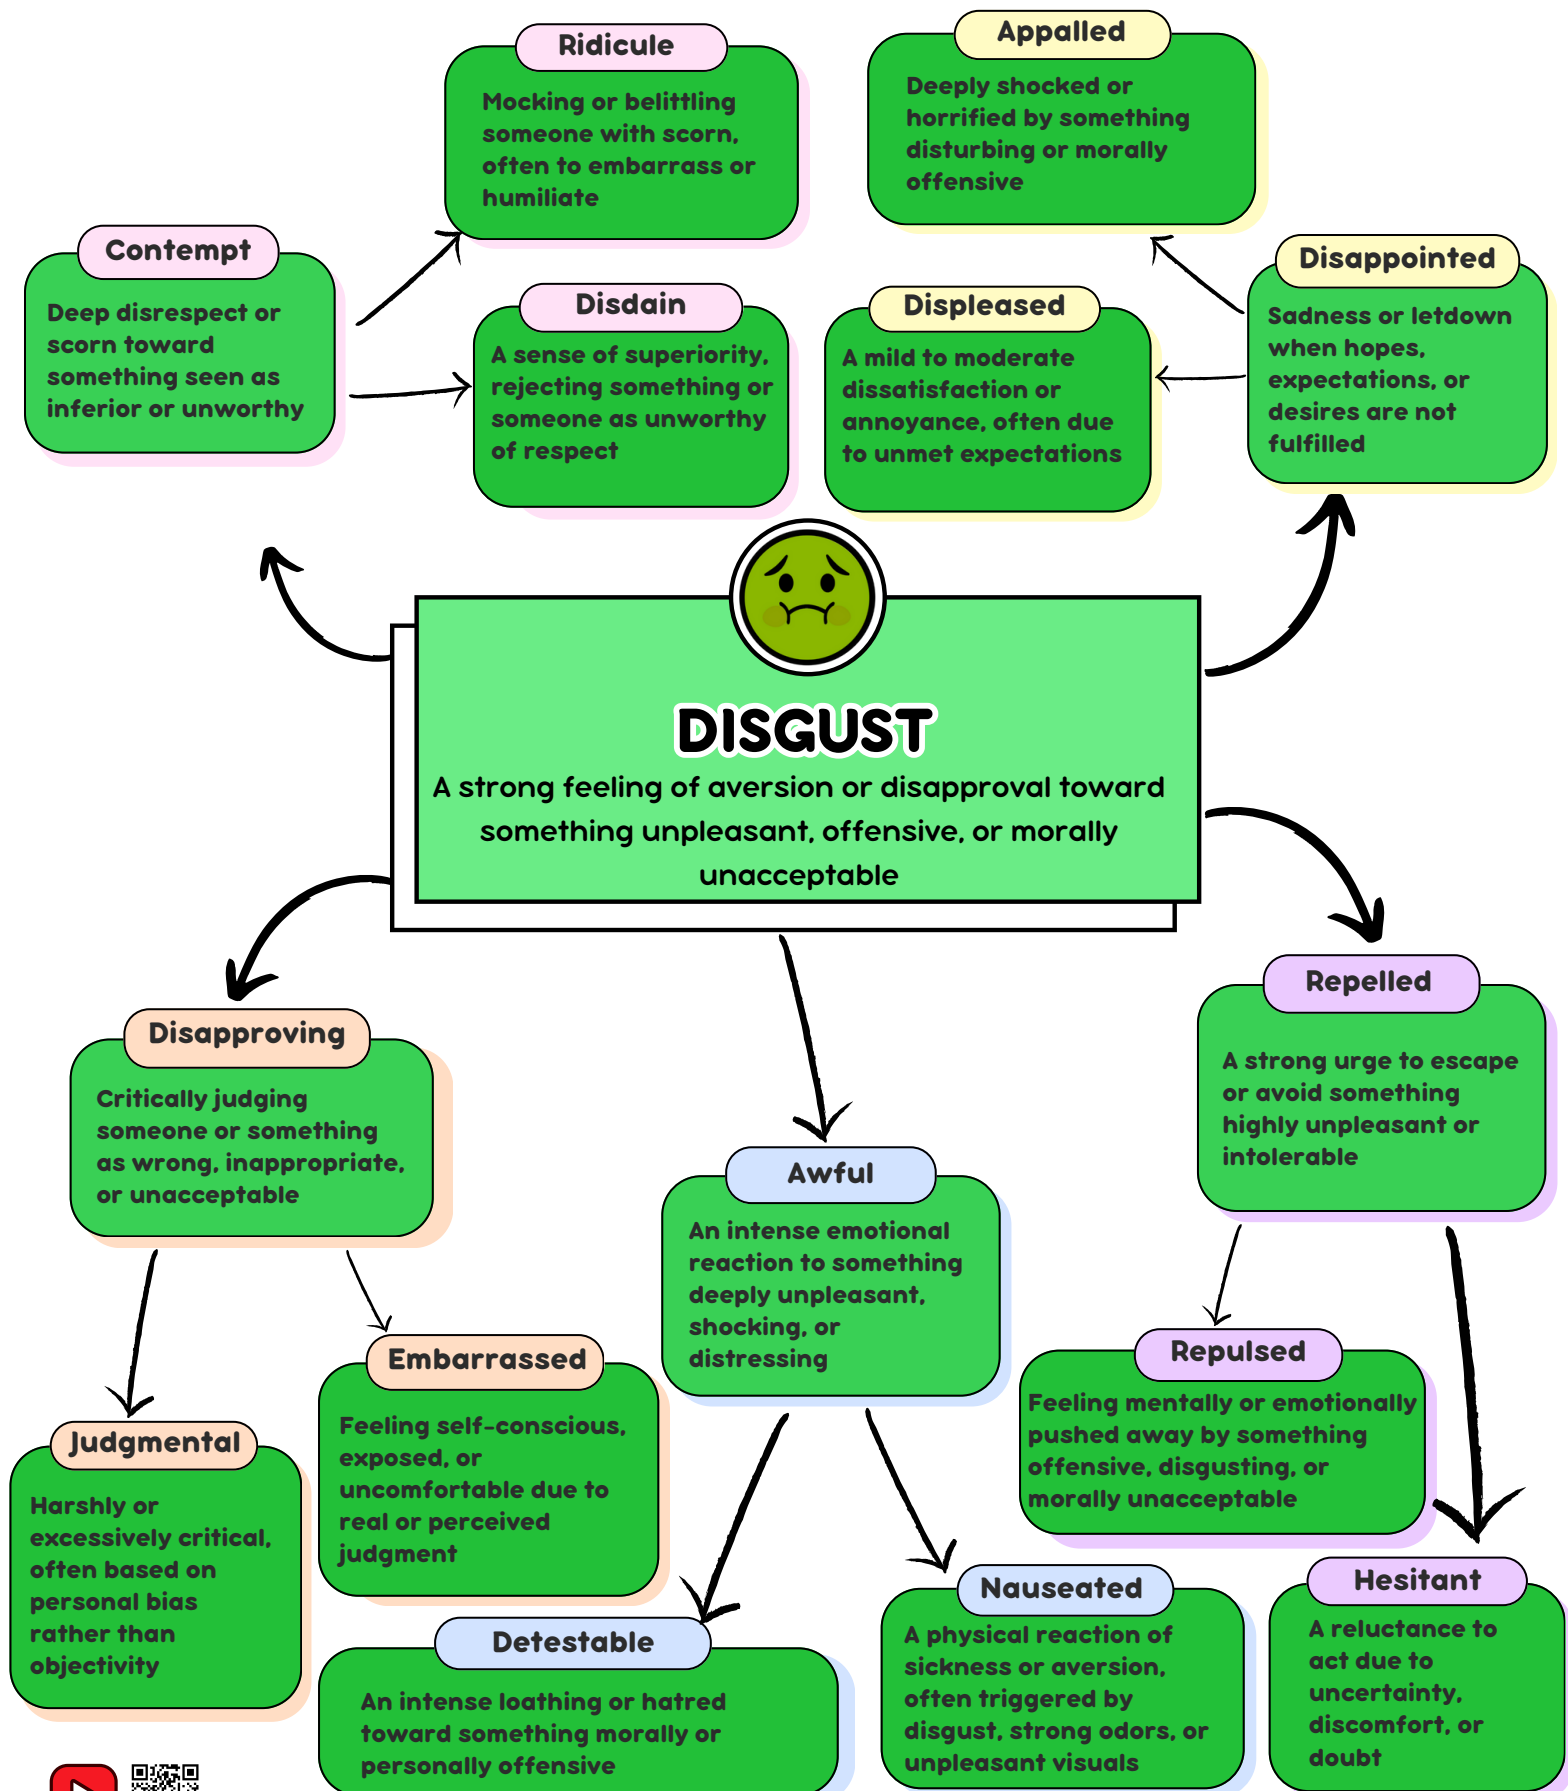 Ridicule
Mocking or belittling
someone with scorn,
often to embarrass or
humiliate
Appalled
Deeply shocked or
horrified by something
disturbing or morally
offensive
Contempt
Deep disrespect or
scorn toward
something seen as
inferior or unworthy
Disdain
A sense of superiority,
rejecting something or
someone as unworthy
of respect
Displeased
A mild to moderate
dissatisfaction or
annoyance, often due
to unmet expectations
Disappointed
Sadness or letdown
when hopes,
expectations, or
desires are not
fulfilled
DISGUST
A strong feeling of aversion or disapproval toward
something unpleasant, offensive, or morally
unacceptable
Disapproving
Critically judging
someone or something
as wrong, inappropriate,
or unacceptable
Awful
An intense emotional
reaction to something
deeply unpleasant,
shocking, or
distressing
Repelled
A strong urge to escape
or avoid something
highly unpleasant or
intolerable
Judgmental
Harshly or
excessively critical,
often based on
personal bias
rather than
objectivity
Embarrassed
Feeling self-conscious,
exposed, or
uncomfortable due to
real or perceived
judgment
Detestable
An intense loathing or hatred
toward something morally or
personally offensive
Nauseated
A physical reaction of
sickness or aversion,
often triggered by
disgust, strong odors, or
unpleasant visuals
Repulsed
Feeling mentally or emotionally
pushed away by something
offensive, disgusting, or
morally unacceptable
Hesitant
A reluctance to
act due to
uncertainty,
discomfort, or
doubt